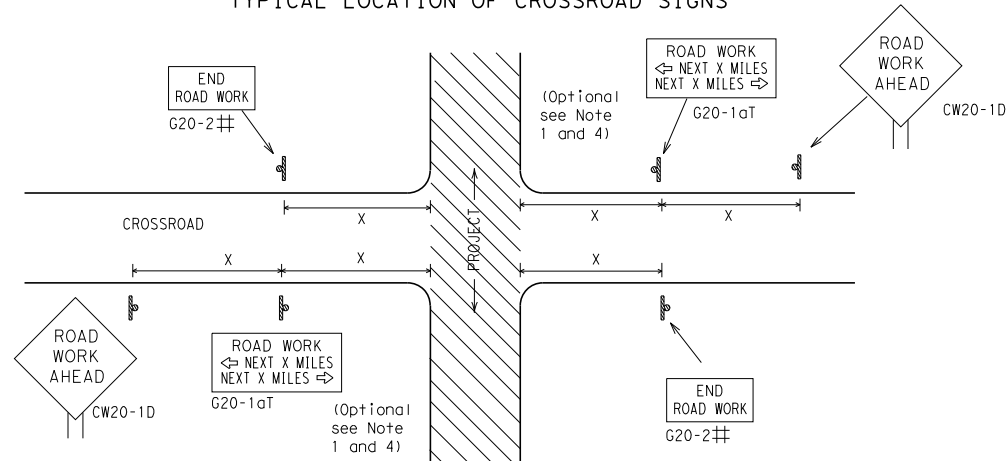 TYPICAL LOCATION OF CROSSROAD SIGNS
ROAD
WORK
AHEAD
CW20-1D
ROAD WORK
⇦ NEXT X MILES
NEXT X MILES ⇨
G20-1aT
(Optional
see Note
1 and 4)
END
ROAD WORK
G20-2#
X
X
X
CROSSROAD
PROJECT
X
X
X
ROAD
WORK
AHEAD
CW20-1D
ROAD WORK
⇦ NEXT X MILES
NEXT X MILES ⇨
G20-1aT
(Optional
see Note
1 and 4)
END
ROAD WORK
G20-2#